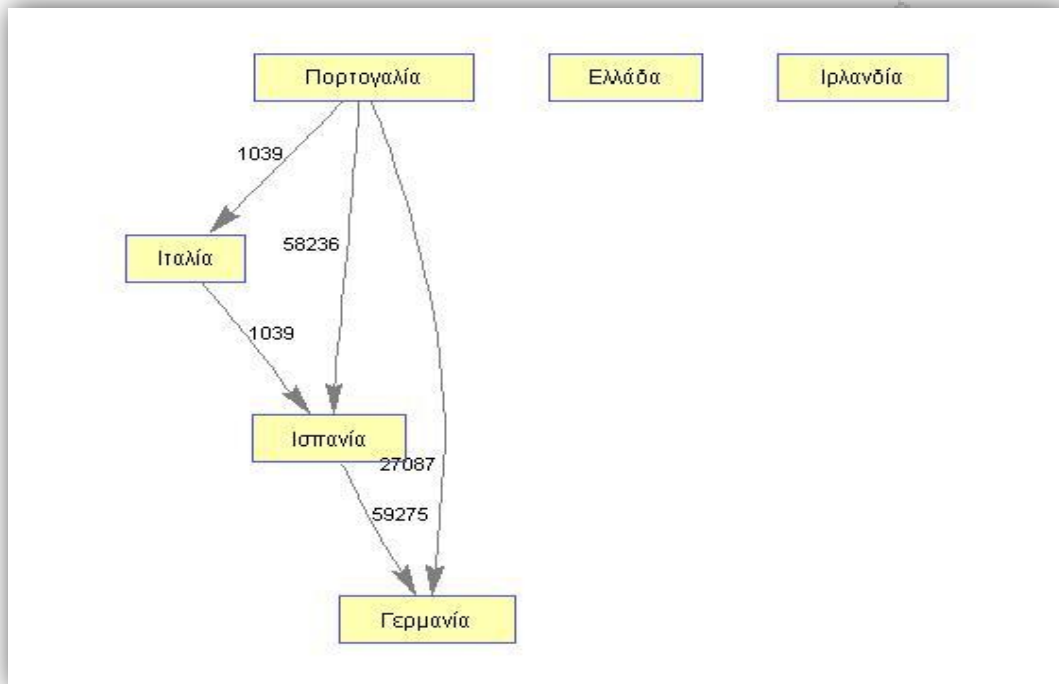 Πορτογαλία
Ελλάδα
Ιρλανδία
1039
58236
Ιταλία
1039
Ισπανία
27087
59275
Γερμανία